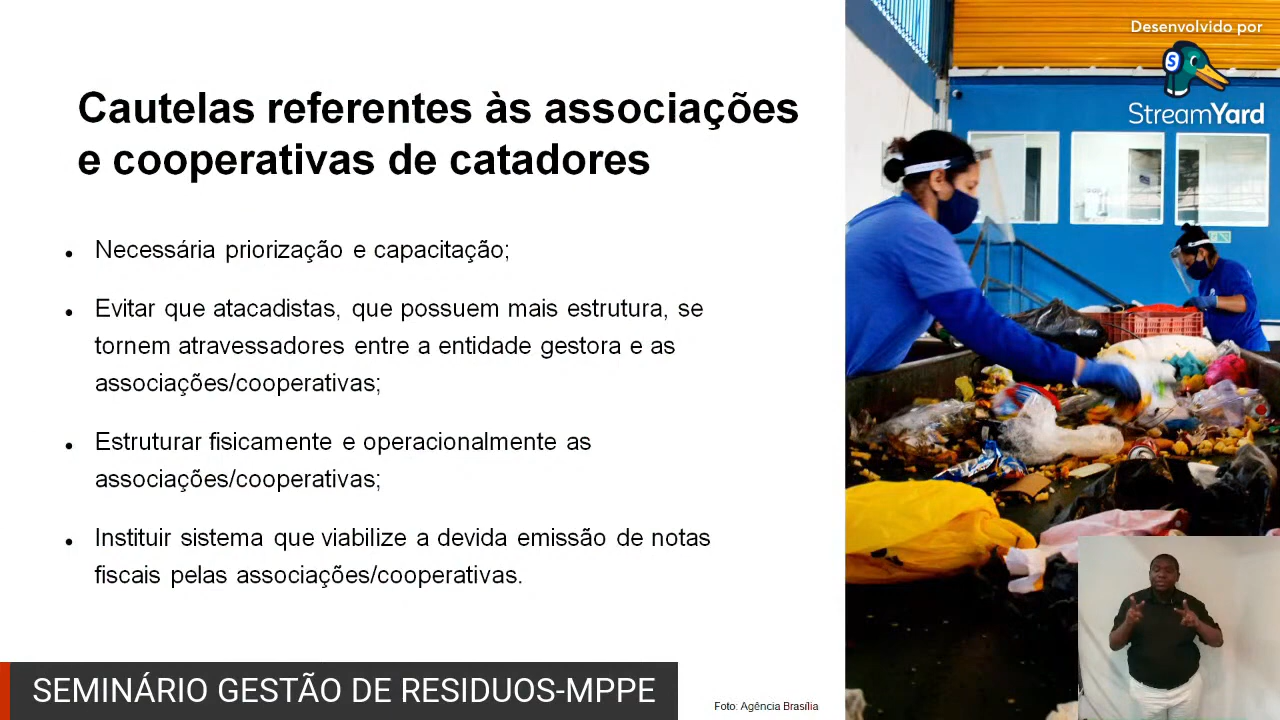 Cautelas referentes às associações
e cooperativas de catadores
• Necessária priorização e capacitação;
• Evitar que atacadistas, que possuem mais estrutura, se
tornem atravessadores entre a entidade gestora e as
associações/cooperativas;
• Estruturar fisicamente e operacionalmente as
associações/cooperativas;
• Instituir sistema que viabilize a devida emissão de notas
fiscais pelas associações/cooperativas.
SEMINÁRIO GESTÃO DE RESIDUOS-MPPE
Foto: Agência Brasília
Desenvolvido por
S
StreamYard